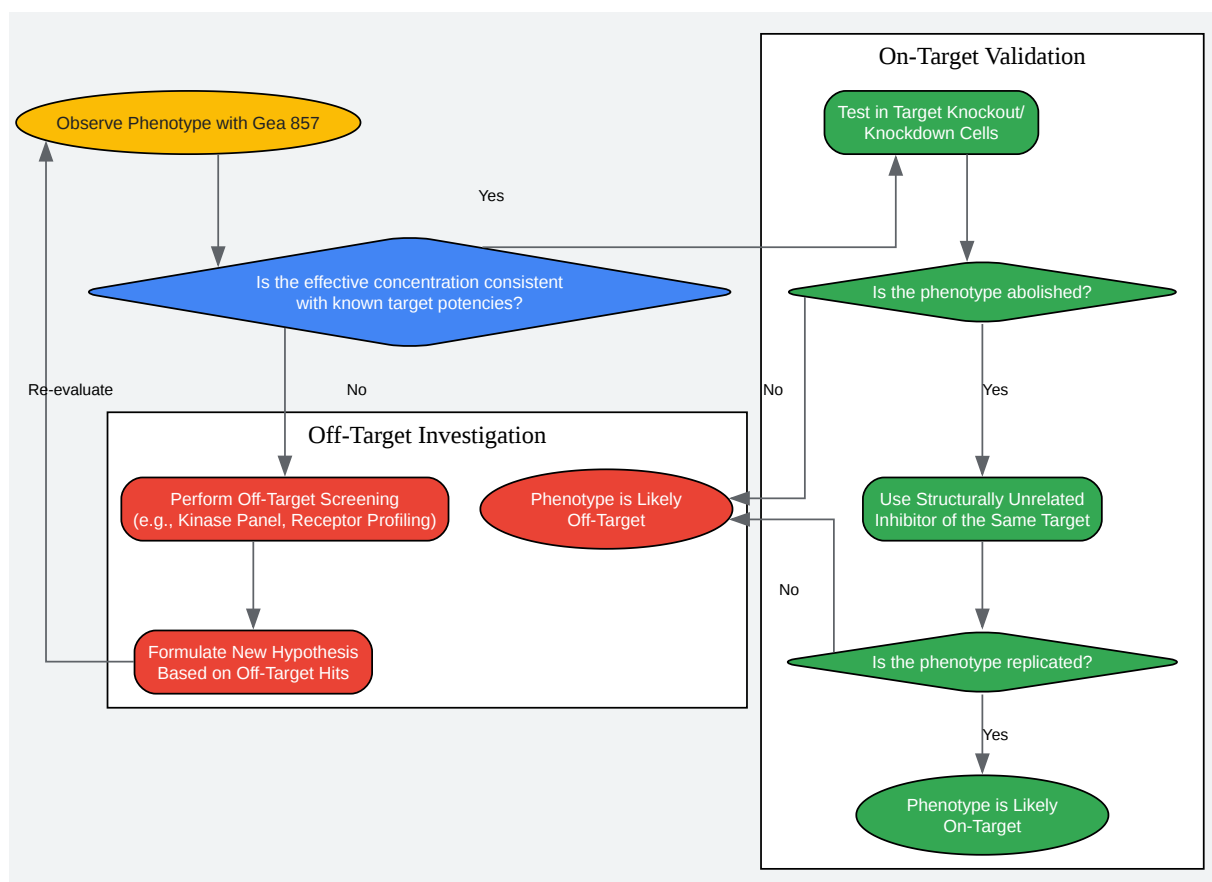 On-Target Validation
Observe Phenotype with Gea 857
Test in Target Knockout/
Knockdown Cells
Yes
Is the effective concentration consistent
with known target potencies?
Is the phenotype abolished?
Re-evaluate
No
No
Yes
Off-Target Investigation
Perform Off-Target Screening
(e.g., Kinase Panel, Receptor Profiling)
Phenotype is Likely
Off-Target
Use Structurally Unrelated
Inhibitor of the Same Target
No
Formulate New Hypothesis
Based on Off-Target Hits
Is the phenotype replicated?
Yes
Phenotype is Likely
On-Target